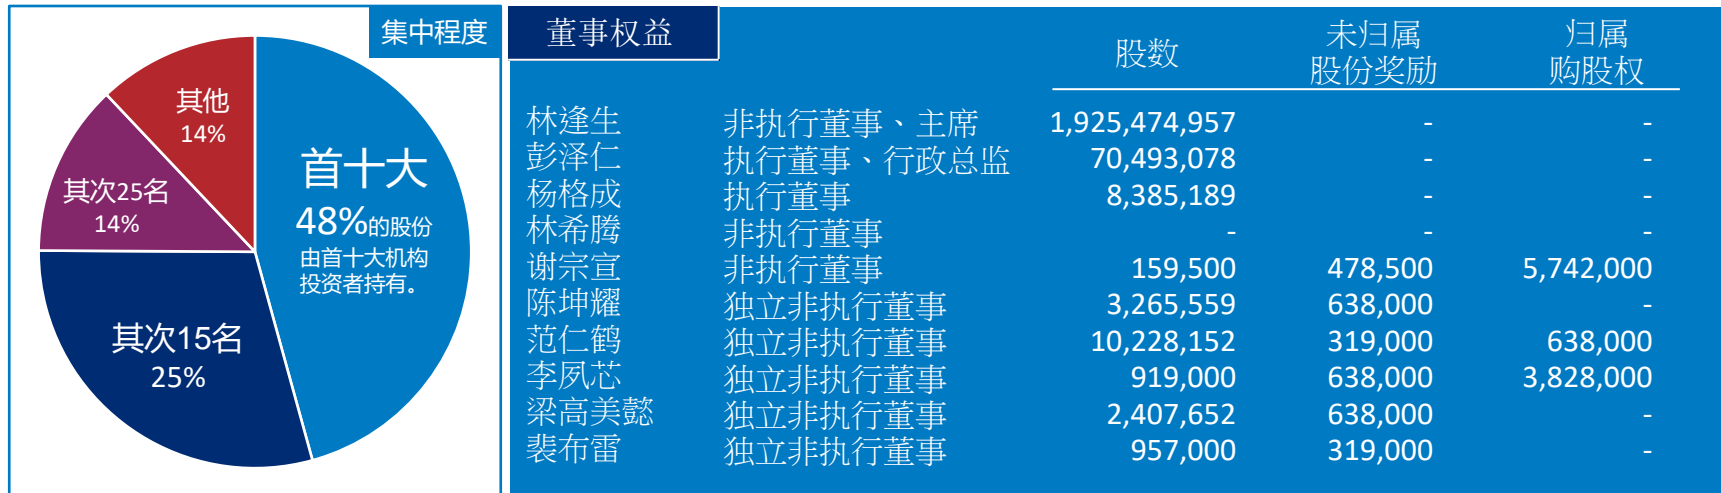 集中程度
其他
14%
首十大
48%的股份
由首十大机构
投资者持有。
其次25名
14%
其次15名
25%
董事权益
股数 未归属股份奖励 归属购股权
林逢生 非执行董事、主席 1,925,474,957 - -
彭泽仁 执行董事、行政总监 70,493,078 - -
杨格成 执行董事 8,385,189 - -
林希腾 非执行董事 - - -
谢宗宣 非执行董事 159,500 478,500 5,742,000
陈坤耀 独立非执行董事 3,265,559 638,000 -
范仁鹤 独立非执行董事 10,228,152 319,000 638,000
李夙芯 独立非执行董事 919,000 638,000 3,828,000
梁高美懿 独立非执行董事 2,407,652 638,000 -
裴布雷 独立非执行董事 957,000 319,000 -